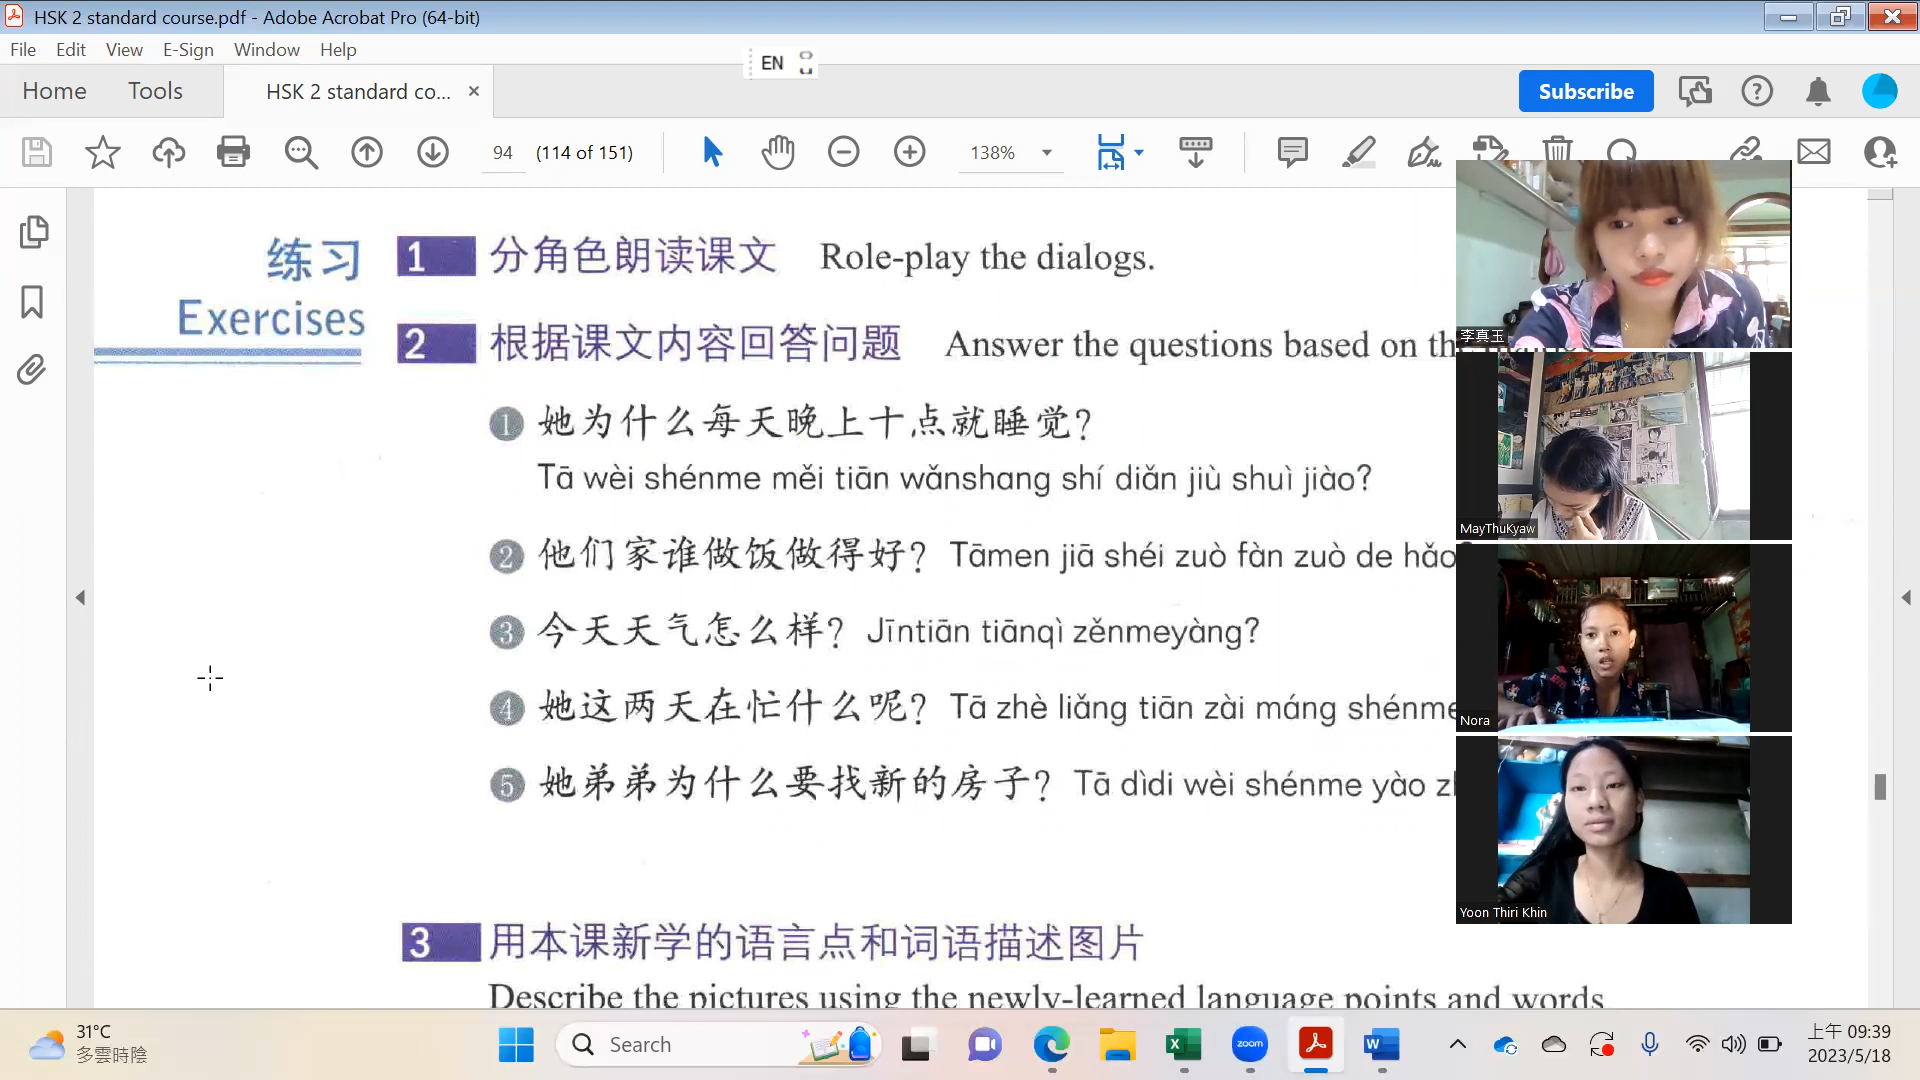 HSK 2 standard course.pdf - Adobe Acrobat Pro (64-bit)
File Edit View E-Sign Window Help
EN
Home Tools HSK 2 standard co... Subscribe
94 (114 of 151) 138%
练习
Exercises
1 分角色朗读课文 Role-play the dialogs.
2 根据课文内容回答问题 Answer the questions based on
1 她为什么每天晚上十点就睡觉?
Tā wèi shénme měi tiān wǎnshang shí diǎn jiù shuì jiào?
2 他们家谁做饭做得好? Tāmen jiā shéi zuò fàn zuò de hǎo
3 今天天气怎么样? Jīntiān tiānqì zěnmeyàng?
4 她这两天在忙什么呢? Tā zhè liǎng tiān zài máng shénme
5 她弟弟为什么要找新的房子? Tā dìdi wèi shénme yào
3 用本课新学的语言点和词语描述图片
Describe the pictures using the newly-learned language points and words
李真玉
MayThuKyaw
Nora
Yoon Thiri Khin
31°C
多雲時陰
Search
zoom
上午 09:39
2023/5/18